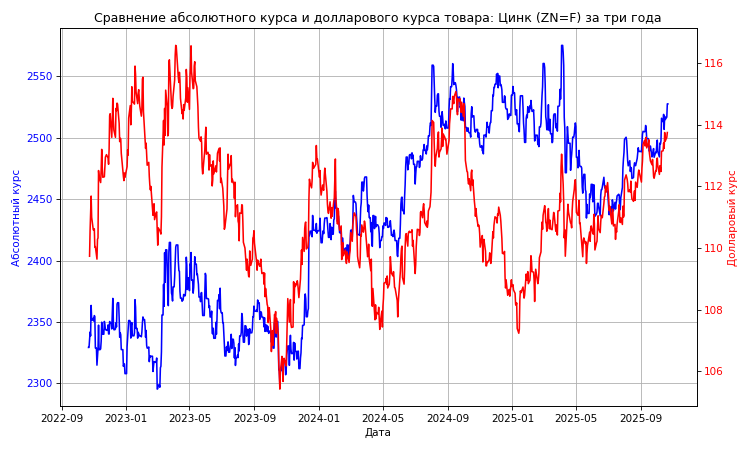 Сравнение абсолютного курса и долларового курса товара: Цинк (ZN=F) за три года
Абсолютный курс
2550
2500
2450
2400
2350
2300
116
114
112
110
108
106
Долларовый курс
2022-09 2023-01 2023-05 2023-09 2024-01 2024-05 2024-09 2025-01 2025-05 2025-09
Дата